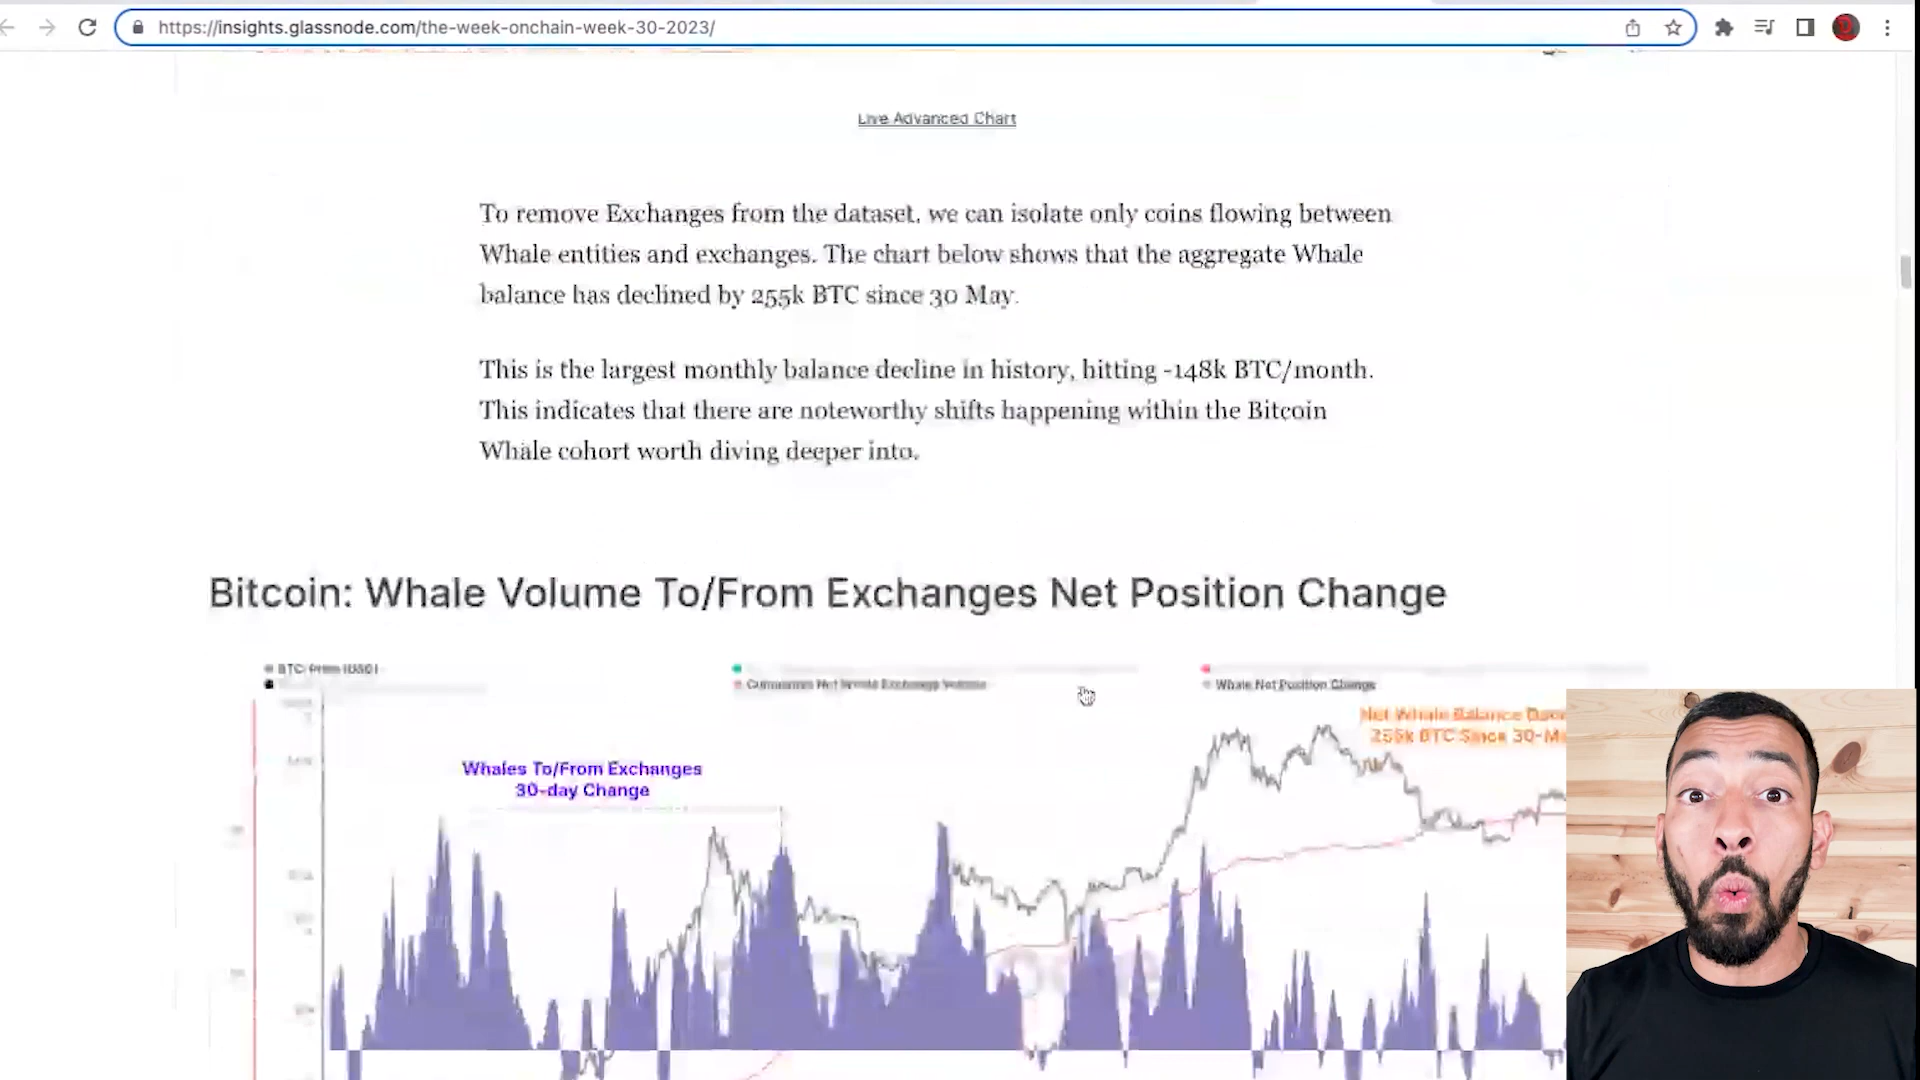 https://insights.glassnode.com/the-week-onchain-week-30-2023/
Live Advanced Chart
To remove Exchanges from the dataset, we can isolate only coins flowing between
Whale entities and exchanges. The chart below shows that the aggregate Whale
balance has declined by 255k BTC since 30 May.
This is the largest monthly balance decline in history, hitting -148k BTC/month.
This indicates that there are noteworthy shifts happening within the Bitcoin
Whale cohort worth diving deeper into.
Bitcoin: Whale Volume To/From Exchanges Net Position Change
BTC: Price [USD]
Cumulative Net Whale Exchange Volume
Whale Net Position Change
Net Whale Balance
255k BTC Since 30-M
Whales To/From Exchanges
30-day Change